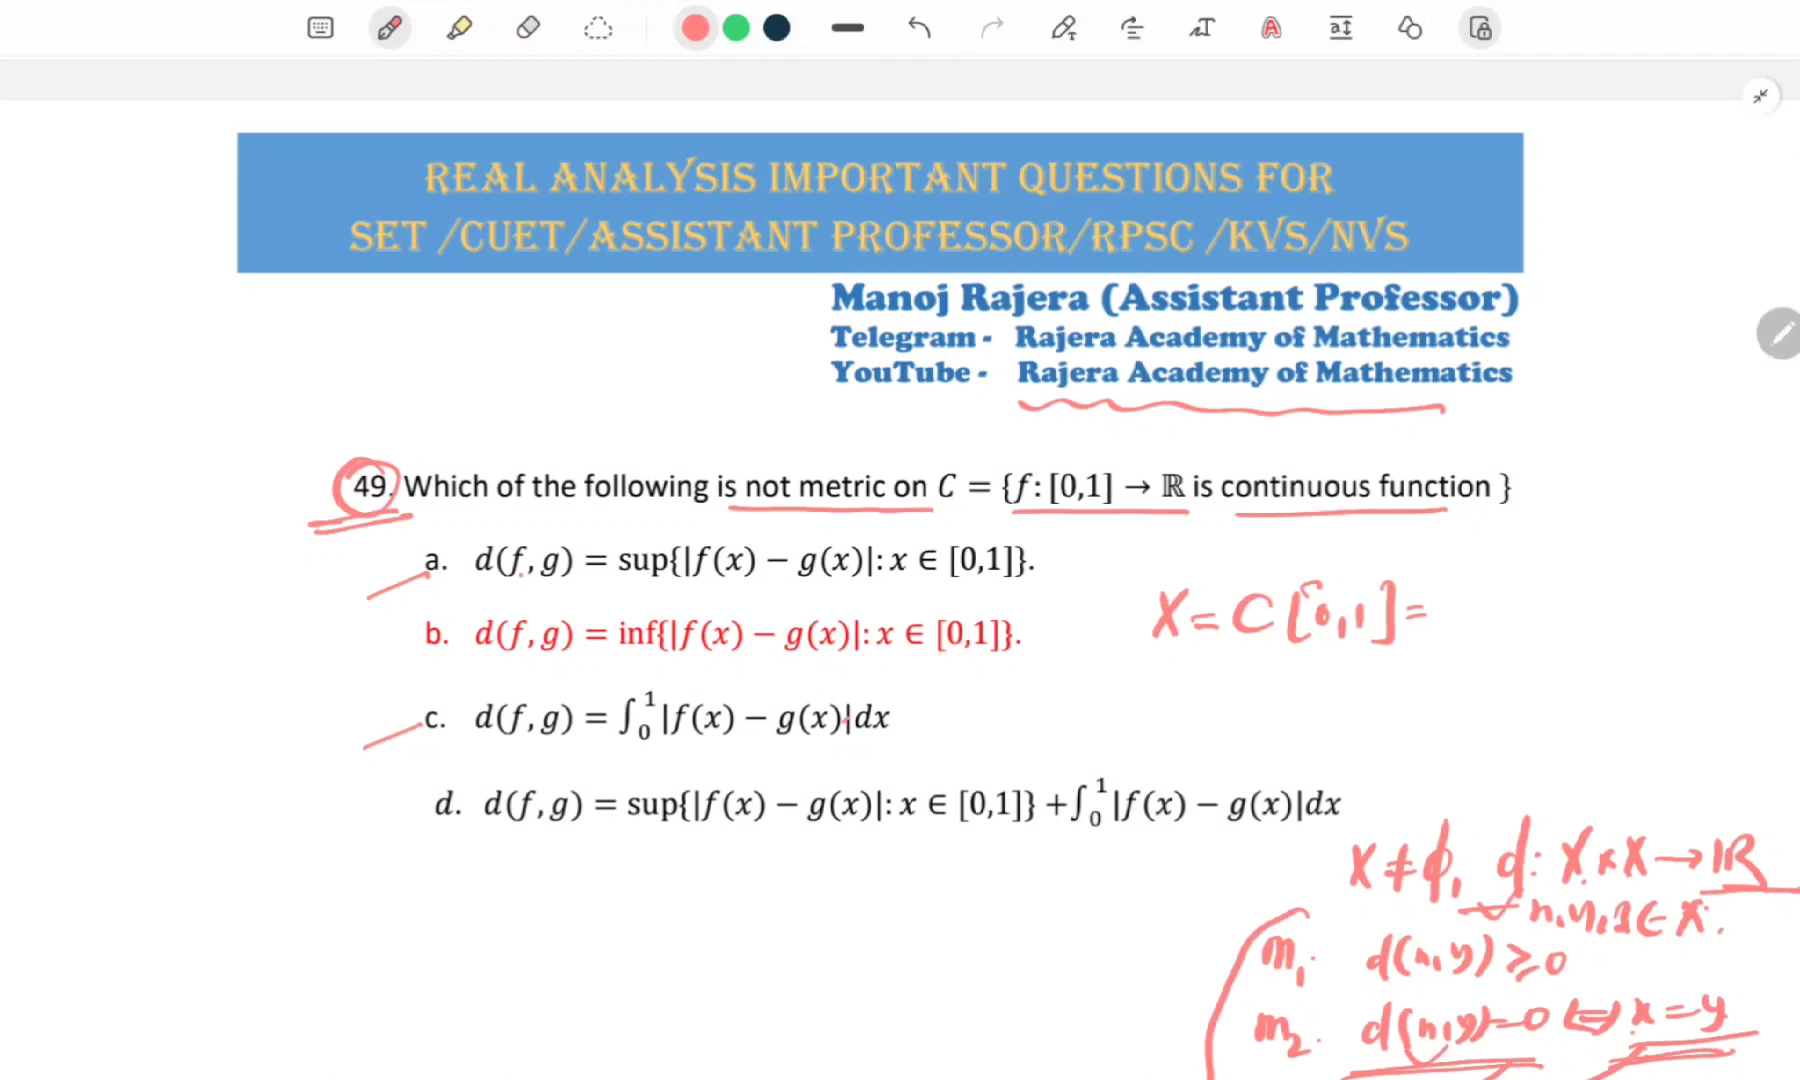 REAL ANALYSIS IMPORTANT QUESTIONS FOR
SET /CUET/ASSISTANT PROFESSOR/RPSC /KVS/NVS
Manoj Rajera (Assistant Professor)
Telegram - Rajera Academy of Mathematics
YouTube - Rajera Academy of Mathematics
49. Which of the following is not metric on C = {f: [0,1] → ℝ is continuous function }
a. d(f, g) = sup{|f(x) − g(x)|: x ∈ [0,1]}.
b. d(f, g) = inf{|f(x) − g(x)|: x ∈ [0,1]}.
X = C[0,1] =
c. d(f, g) = ∫₀¹|f(x) − g(x)|dx
d. d(f, g) = sup{|f(x) − g(x)|: x ∈ [0,1]} +∫₀¹|f(x) − g(x)|dx
X ≠ ϕ, d: X × X → ℝ
∈ X.
m₁. d(x,y) ≥ 0
m₂. d(x,y) = 0 ⇔ x = y